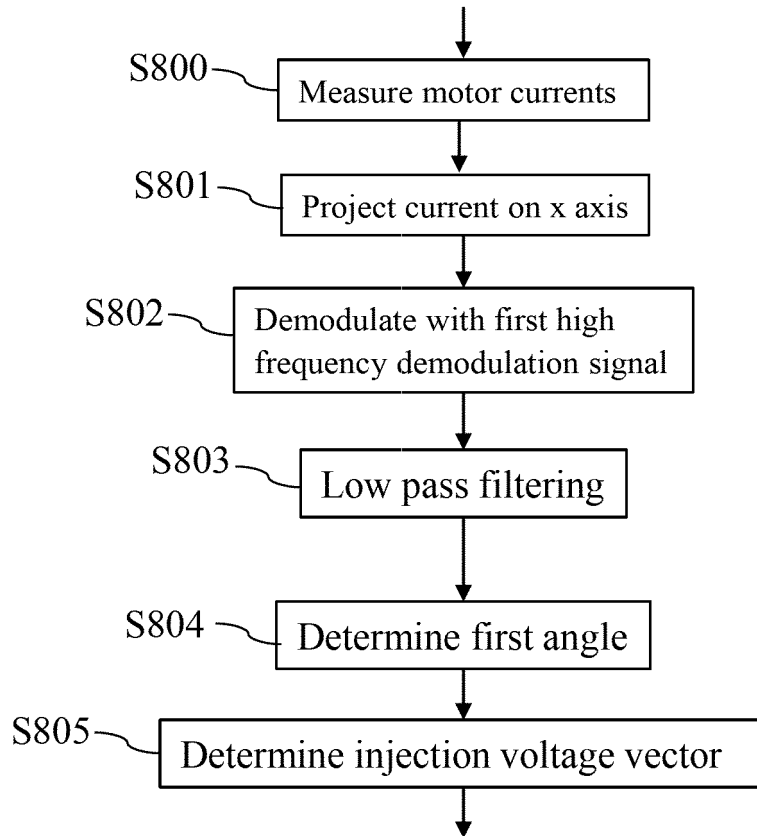 S800
Measure motor currents
S801
Project current on x axis
S802
Demodulate with first high
frequency demodulation signal
S803
Low pass filtering
S804
Determine first angle
S805
Determine injection voltage vector